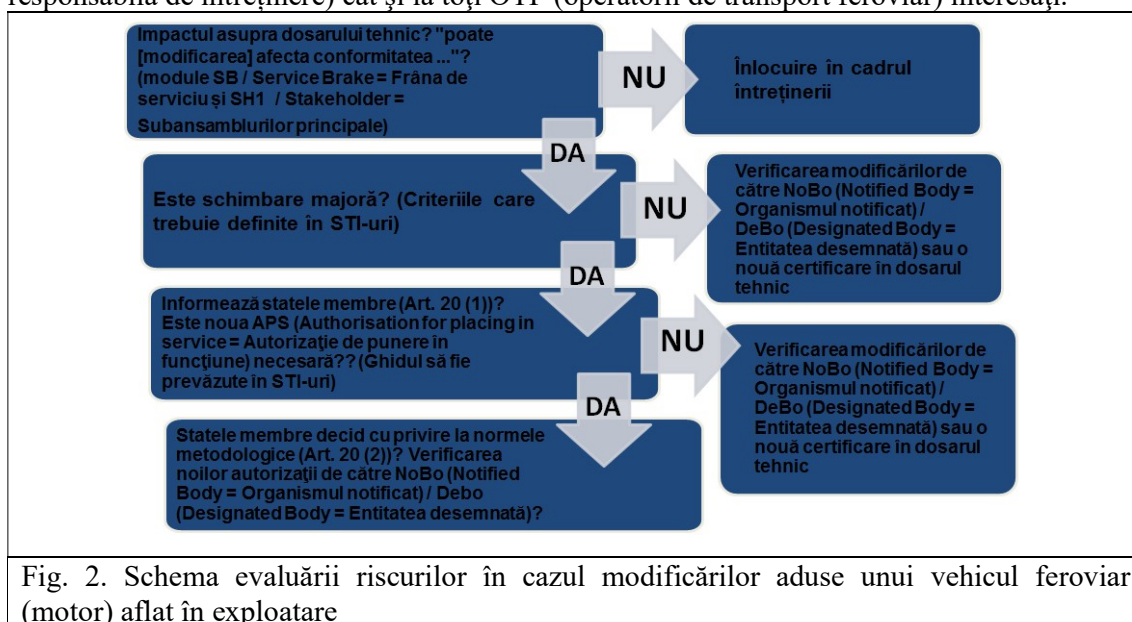 responsabilă de întreținere) cât şi la toţi OTF (operatorii de transport feroviar) interesaţi.
Impactul asupra dosarului tehnic? "poate
[modificarea] afecta conformitatea ..."?
(module SB / Service Brake = Frâna de
serviciu și SH1 / Stakeholder =
Subansamblurilor principale)
NU
Înlocuire în cadrul
întreținerii
DA
Este schimbare majoră? (Criteriile care
trebuie definite în STI-uri)
NU
Verificarea modificărilor de
către NoBo (Notified Body =
Organismul notificat) /
DeBo (Designated Body =
Entitatea desemnată) sau o
nouă certificare în dosarul
tehnic
DA
Informează statele membre (Art. 20 (1))?
Este noua APS (Authorisation for placing in
service = Autorizaţie de punere în
funcţiune) necesară?? (Ghidul să fie
prevăzute în STI-uri)
NU
Verificarea modificărilor de
către NoBo (Notified Body =
Organismul notificat) /
DeBo (Designated Body =
Entitatea desemnată) sau o
nouă certificare în dosarul
tehnic
DA
Statele membre decid cu privire la normele
metodologice (Art. 20 (2))? Verificarea
noilor autorizaţii de către NoBo (Notified
Body = Organismul notificat) / Debo
(Designated Body = Entitatea desemnată)?
Fig. 2. Schema evaluării riscurilor în cazul modificărilor aduse unui vehicul feroviar
(motor) aflat în exploatare